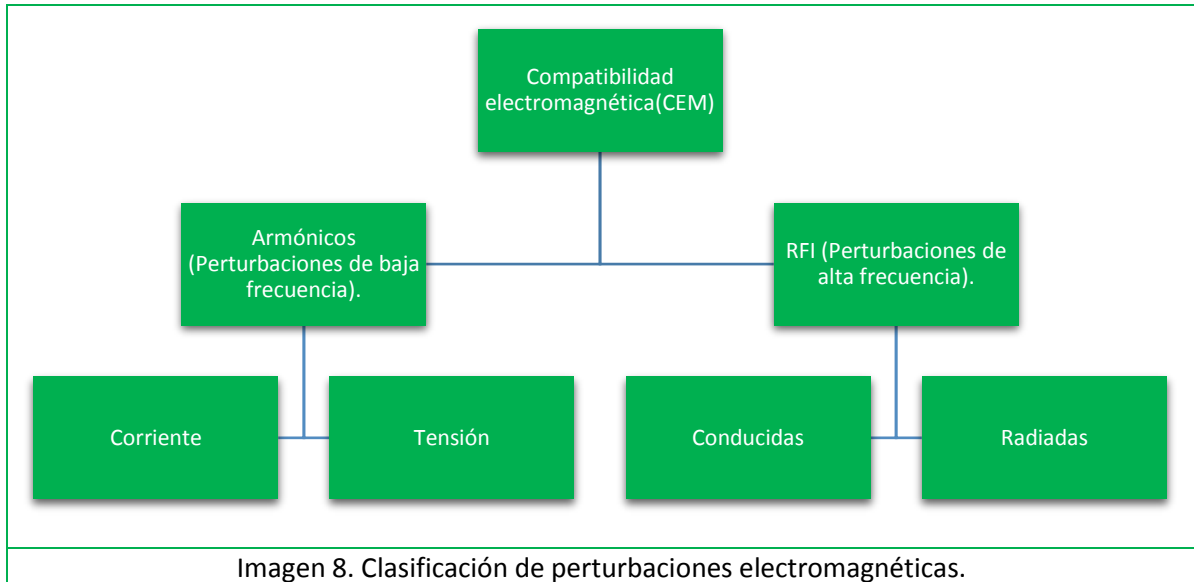 Compatibilidad
electromagnética(CEM)
Armónicos
(Perturbaciones de baja
frecuencia).
RFI (Perturbaciones de
alta frecuencia).
Corriente
Tensión
Conducidas
Radiadas
Imagen 8. Clasificación de perturbaciones electromagnéticas.